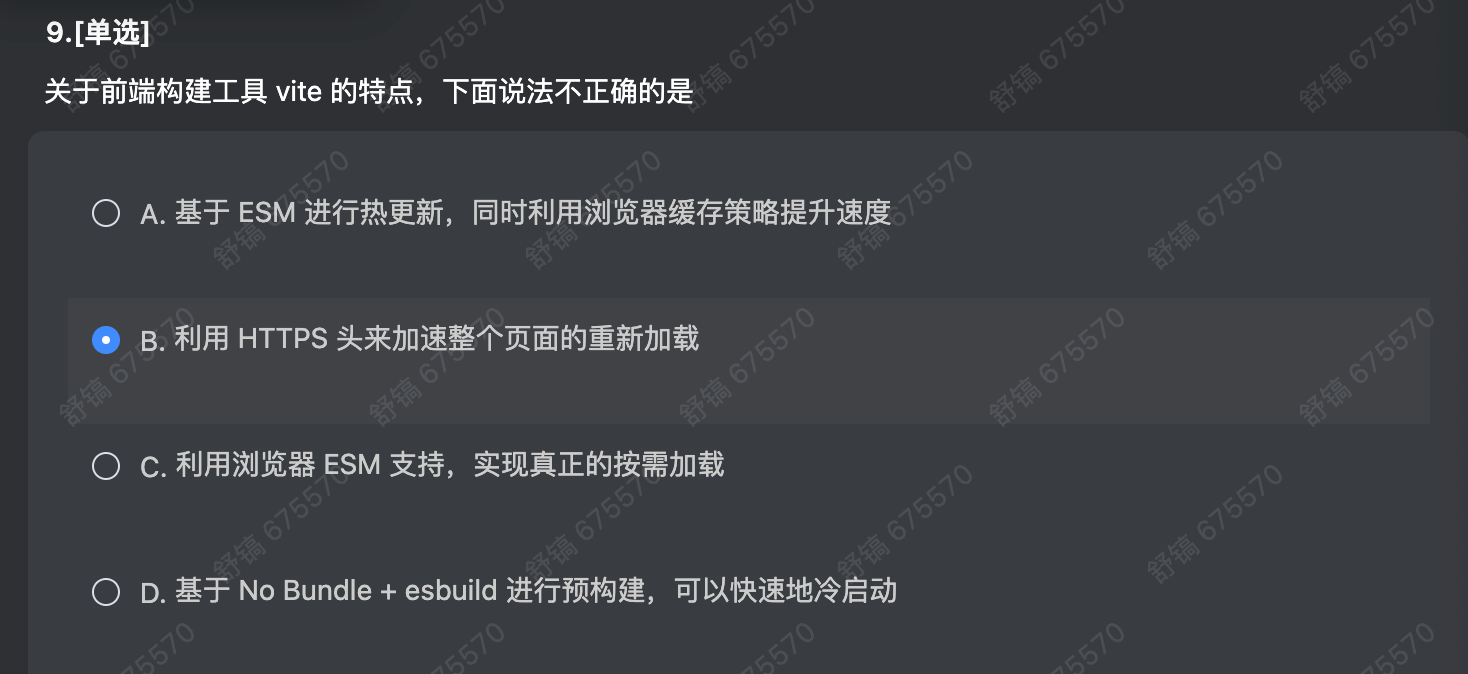 9.[单选]
关于前端构建工具 vite 的特点，下面说法不正确的是
A. 基于 ESM 进行热更新，同时利用浏览器缓存策略提升速度
B. 利用 HTTPS 头来加速整个页面的重新加载
C. 利用浏览器 ESM 支持，实现真正的按需加载
D. 基于 No Bundle + esbuild 进行预构建，可以快速地冷启动
舒镐 675570